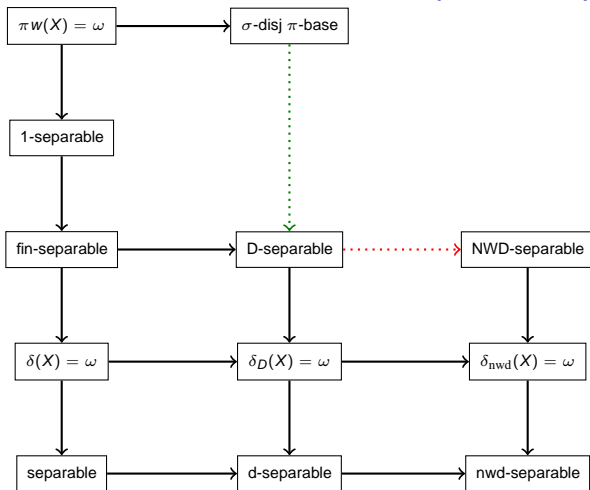 πw(X) = ω
σ-disj π-base
1-separable
fin-separable
D-separable
NWD-separable
δ(X) = ω
δ_D(X) = ω
δ_nwd(X) = ω
separable
d-separable
nwd-separable